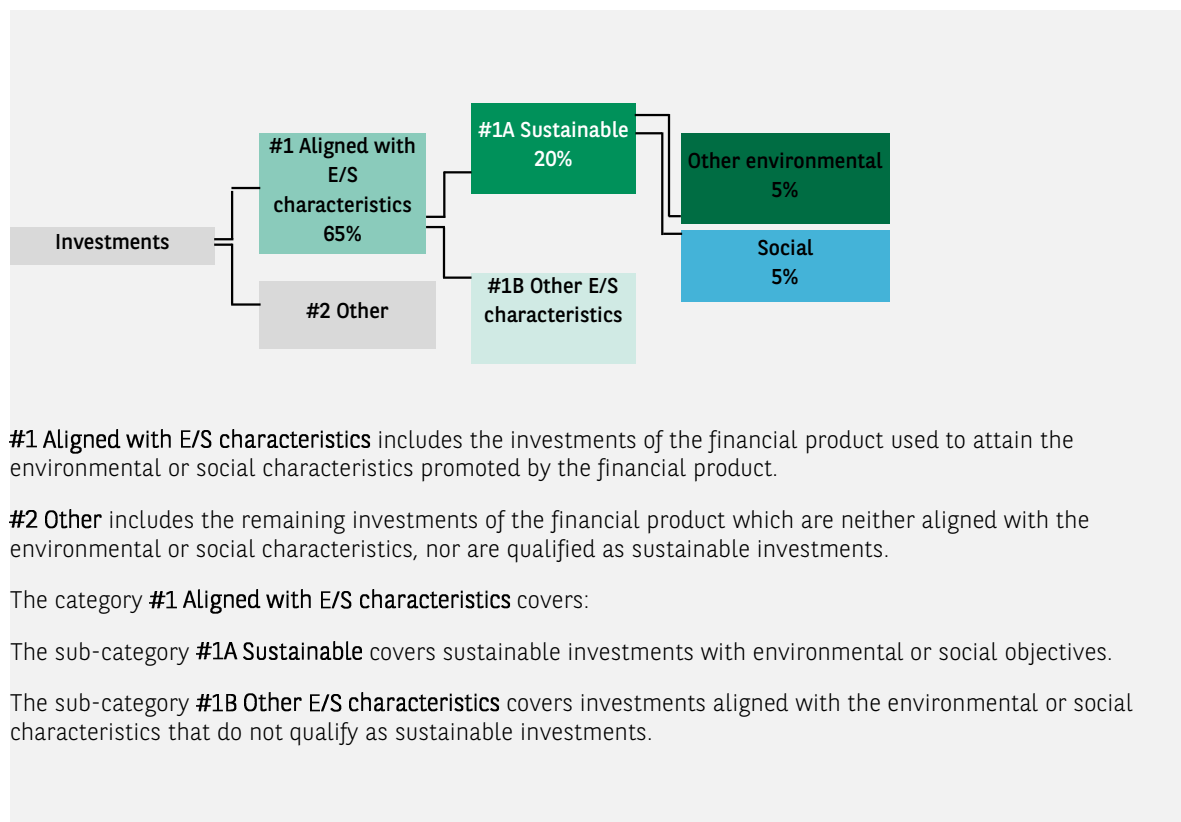 #1A Sustainable
20%
#1 Aligned with
E/S
characteristics
65%
Other environmental
5%
Investments
Social
5%
#2 Other
#1B Other E/S
characteristics
#1 Aligned with E/S characteristics includes the investments of the financial product used to attain the
environmental or social characteristics promoted by the financial product.
#2 Other includes the remaining investments of the financial product which are neither aligned with the
environmental or social characteristics, nor are qualified as sustainable investments.
The category #1 Aligned with E/S characteristics covers:
The sub-category #1A Sustainable covers sustainable investments with environmental or social objectives.
The sub-category #1B Other E/S characteristics covers investments aligned with the environmental or social
characteristics that do not qualify as sustainable investments.